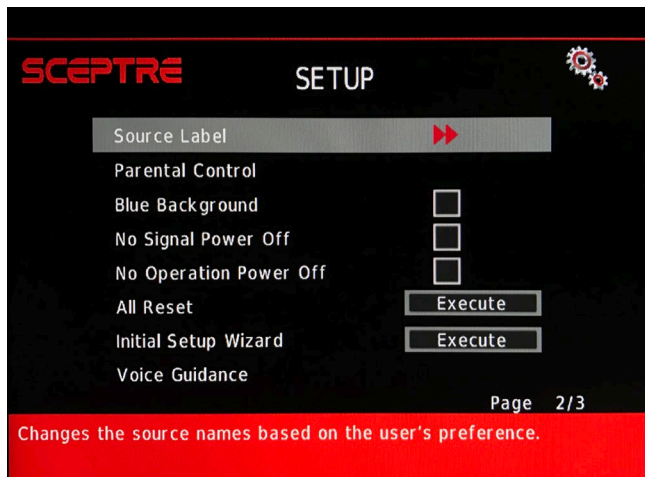 SCEPTRE
SETUP
Source Label
Parental Control
Blue Background
No Signal Power Off
No Operation Power Off
All Reset Execute
Initial Setup Wizard Execute
Voice Guidance
Page 2/3
Changes the source names based on the user's preference.